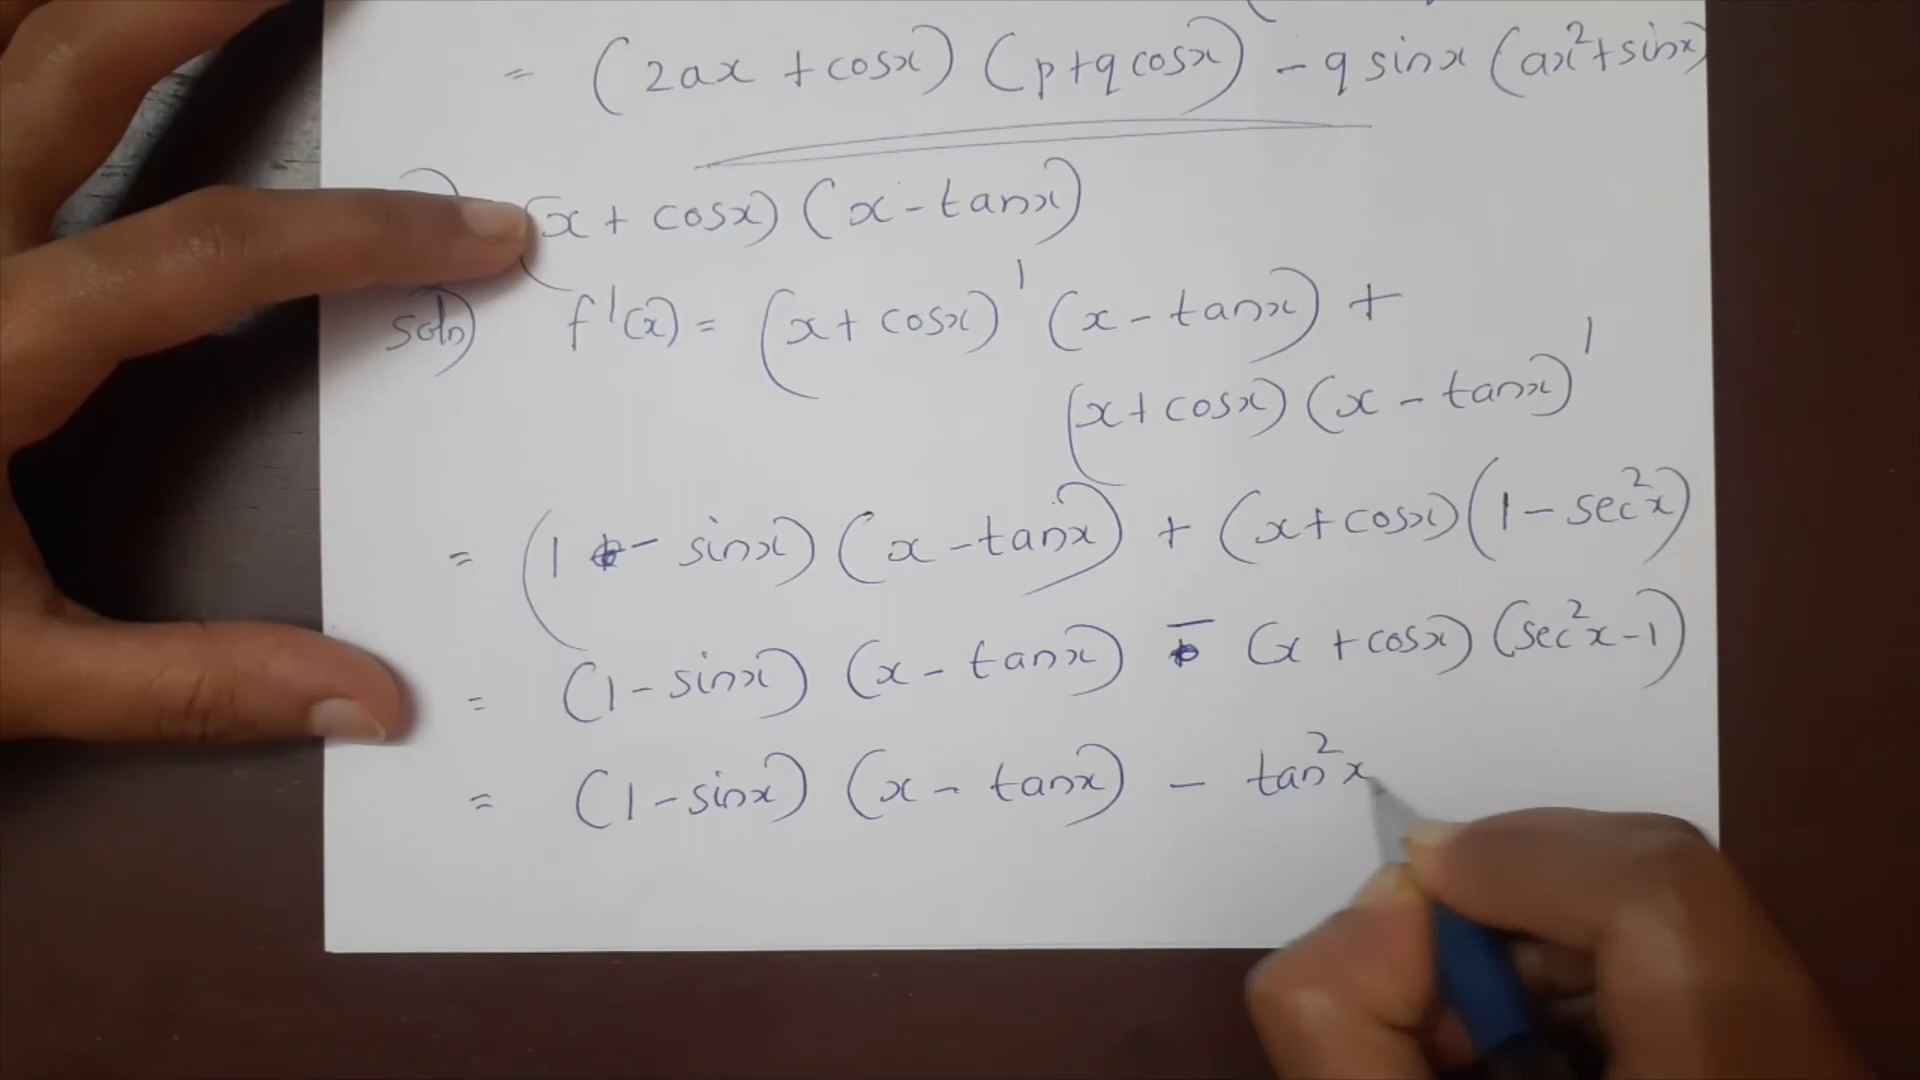 = (2ax + cosx) (p+q cosx) - q sinx (ax²+sinx)
(x + cosx) (x - tanx)
soln) f'(x) = (x + cosx)' (x - tanx) +
(x + cosx) (x - tanx)'
= (1 - sinx) (x - tanx) + (x + cosx) (1 - sec²x)
= (1 - sinx) (x - tanx) - (x + cosx) (sec²x - 1)
= (1 - sinx) (x - tanx) - tan²x